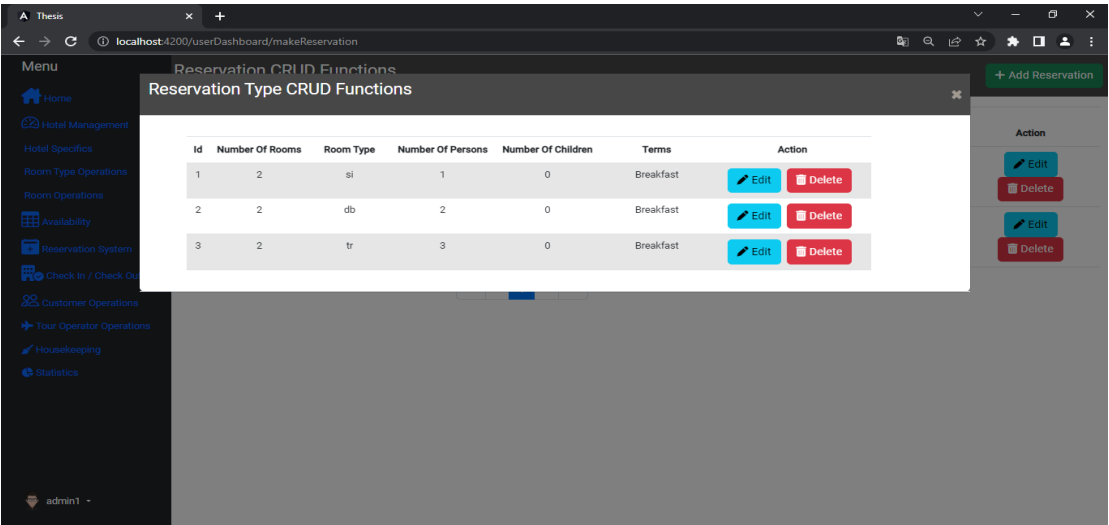 Thesis
localhost:4200/userDashboard/makeReservation
Menu
Reservation CRUD Functions
+ Add Reservation
Reservation Type CRUD Functions
Home
Hotel Management
Hotel Specifics
Room Type Operations
Room Operations
Availability
Reservation System
Check In / Check Out
Customer Operations
Tour Operator Operations
Housekeeping
Statistics
admin1
Id Number Of Rooms Room Type Number Of Persons Number Of Children Terms Action
1 2 si 1 0 Breakfast Edit Delete
2 2 db 2 0 Breakfast Edit Delete
3 2 tr 3 0 Breakfast Edit Delete
Action
Edit
Delete
Edit
Delete